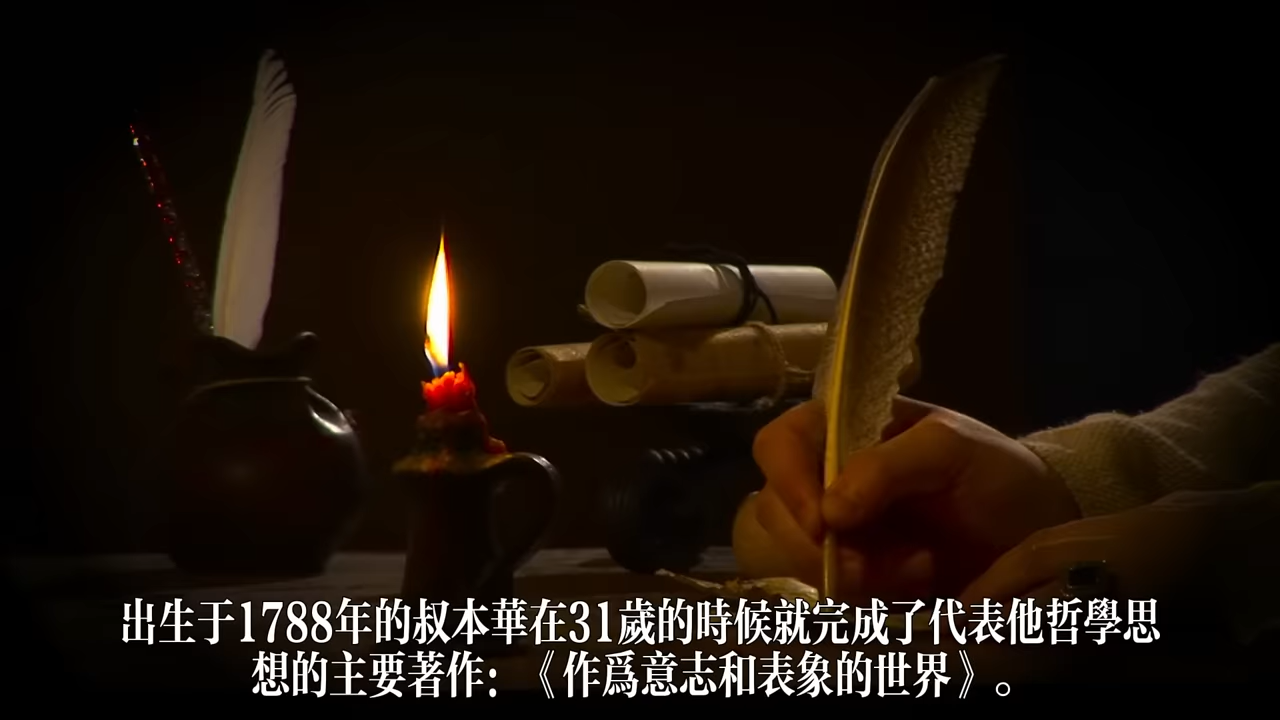 出生于1788年的叔本華在31歲的時候就完成了代表他哲學思
想的主要著作：《作爲意志和表象的世界》。